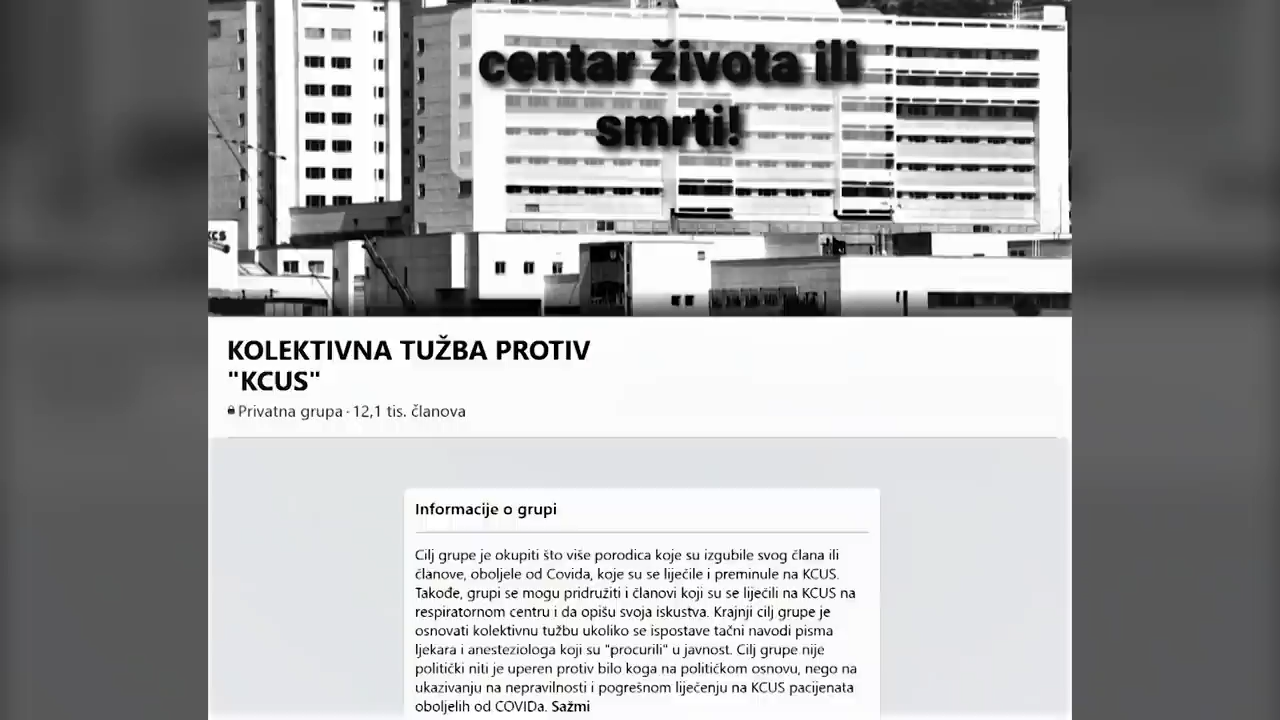 centar života ili
smrti!
KCS
KOLEKTIVNA TUŽBA PROTIV
"KCUS"
Privatna grupa · 12,1 tis. članova
Informacije o grupi
Cilj grupe je okupiti što više porodica koje su izgubile svog člana ili
članove, oboljele od Covida, koje su se liječile i preminule na KCUS.
Takođe, grupi se mogu pridružiti i članovi koji su se liječili na KCUS na
respiratornom centru i da opišu svoja iskustva. Krajnji cilj grupe je
osnovati kolektivnu tužbu ukoliko se ispostave tačni navodi pisma
ljekara i anesteziologa koji su "procurili" u javnost. Cilj grupe nije
politički niti je uperen protiv bilo koga na političkom osnovu, nego na
ukazivanju na nepravilnosti i pogrešnom liječenju na KCUS pacijenata
oboljelih od COVIDa. Sažmi